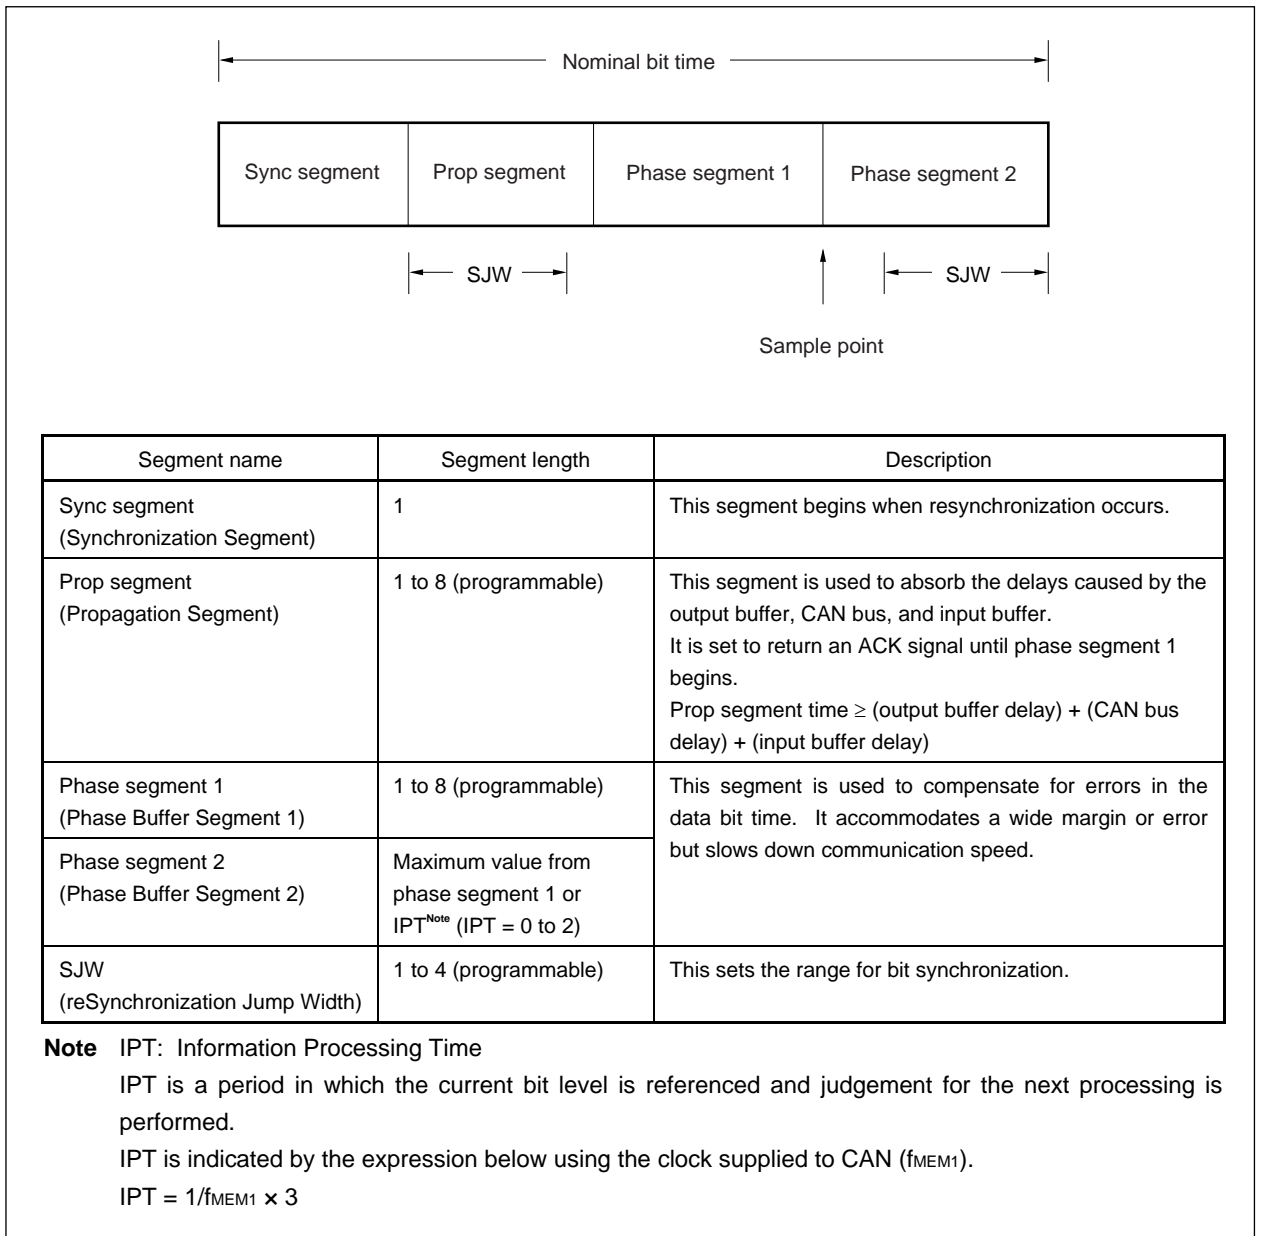 Nominal bit time
Sync segment
Prop segment
Phase segment 1
Phase segment 2
SJW
SJW
Sample point
Segment name
Segment length
Description
Sync segment
(Synchronization Segment)
1
This segment begins when resynchronization occurs.
Prop segment
(Propagation Segment)
1 to 8 (programmable)
This segment is used to absorb the delays caused by the
output buffer, CAN bus, and input buffer.
It is set to return an ACK signal until phase segment 1
begins.
Prop segment time ≥ (output buffer delay) + (CAN bus
delay) + (input buffer delay)
Phase segment 1
(Phase Buffer Segment 1)
1 to 8 (programmable)
This segment is used to compensate for errors in the
data bit time. It accommodates a wide margin or error
but slows down communication speed.
Phase segment 2
(Phase Buffer Segment 2)
Maximum value from
phase segment 1 or
IPTNote (IPT = 0 to 2)
SJW
(reSynchronization Jump Width)
1 to 4 (programmable)
This sets the range for bit synchronization.
Note IPT: Information Processing Time
IPT is a period in which the current bit level is referenced and judgement for the next processing is
performed.
IPT is indicated by the expression below using the clock supplied to CAN (fMEM1).
IPT = 1/fMEM1 × 3